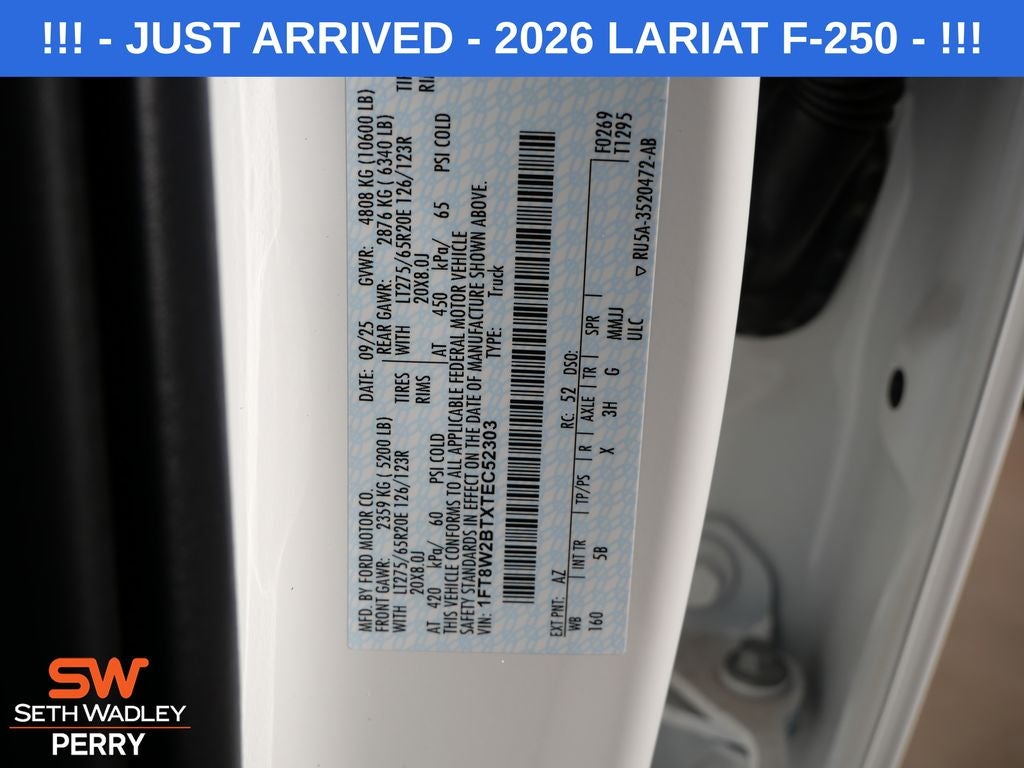 !!! - JUST ARRIVED - 2026 LARIAT F-250 - !!!
MFD. BY FORD MOTOR CO.
DATE: 09/25 GVWR: 4808 KG (10600 LB)
FRONT GAWR: 2359 KG ( 5200 LB) REAR GAWR: 2876 KG ( 6340 LB)
WITH LT275/65R20E 126/123R TIRES WITH LT275/65R20E 126/123R
20X8.0J RIMS 20X8.0J
AT 420 kPa/ 60 PSI COLD AT 450 kPa/ 65 PSI COLD
THIS VEHICLE CONFORMS TO ALL APPLICABLE FEDERAL MOTOR VEHICLE
SAFETY STANDARDS IN EFFECT ON THE DATE OF MANUFACTURE SHOWN ABOVE.
VIN: 1FT8W2BTXTEC52303 TYPE: Truck
EXT PNT: AZ RC: 52 DSO: F0269
WB INT TR TP/PS R AXLE TR SPR T1295
160 5B X 3H G MMJJ
ULC ▽ RU5A-3520472-AB
SW
SETH WADLEY
PERRY